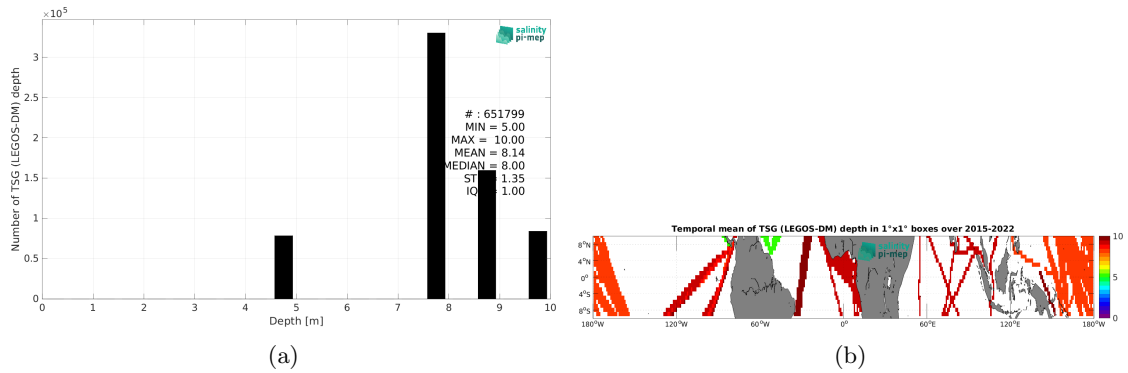 ×10^5
salinity
pi-mep
3
2.5
2
1.5
1
0.5
0
Number of TSG (LEGOS-DM) depth
# : 651799
MIN = 5.00
MAX = 10.00
MEAN = 8.14
MEDIAN = 8.00
ST = 1.35
IQ = 1.00
0 1 2 3 4 5 6 7 8 9 10
Depth [m]
(a)
Temporal mean of TSG (LEGOS-DM) depth in 1°x1° boxes over 2015-2022
salinity
pi-mep
8°N
4°N
0°
4°S
8°S
180°W 120°W 60°W 0° 60°E 120°E 180°W
10
5
0
(b)